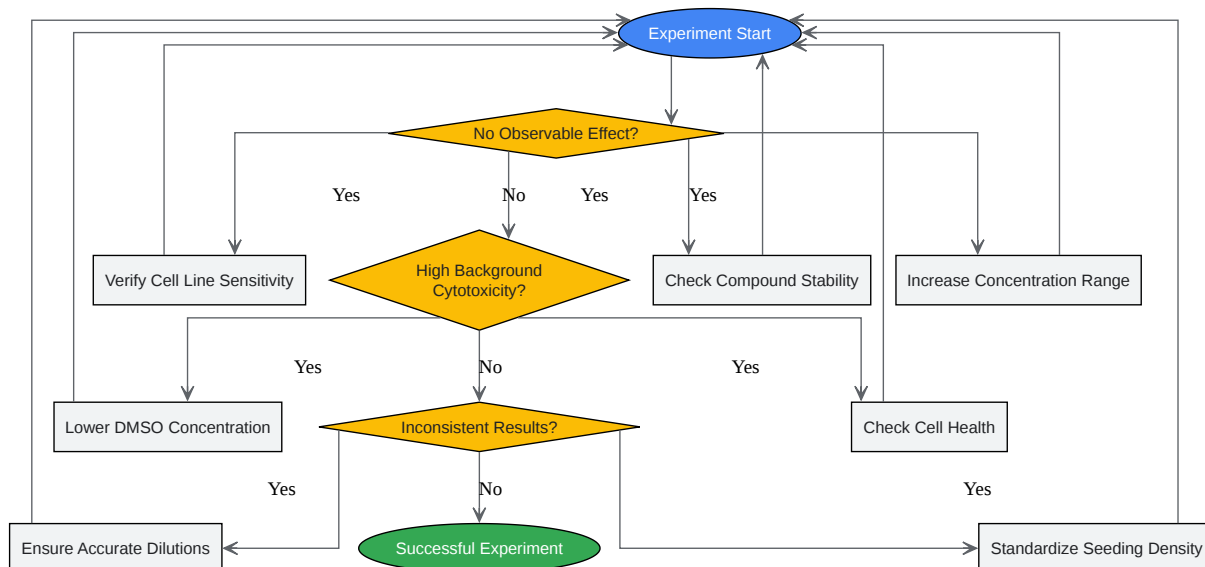 Experiment Start
No Observable Effect?
Yes
No
Yes
Yes
Verify Cell Line Sensitivity
High Background
Cytotoxicity?
Check Compound Stability
Increase Concentration Range
Yes
No
Yes
Lower DMSO Concentration
Inconsistent Results?
Check Cell Health
Yes
No
Yes
Ensure Accurate Dilutions
Successful Experiment
Standardize Seeding Density